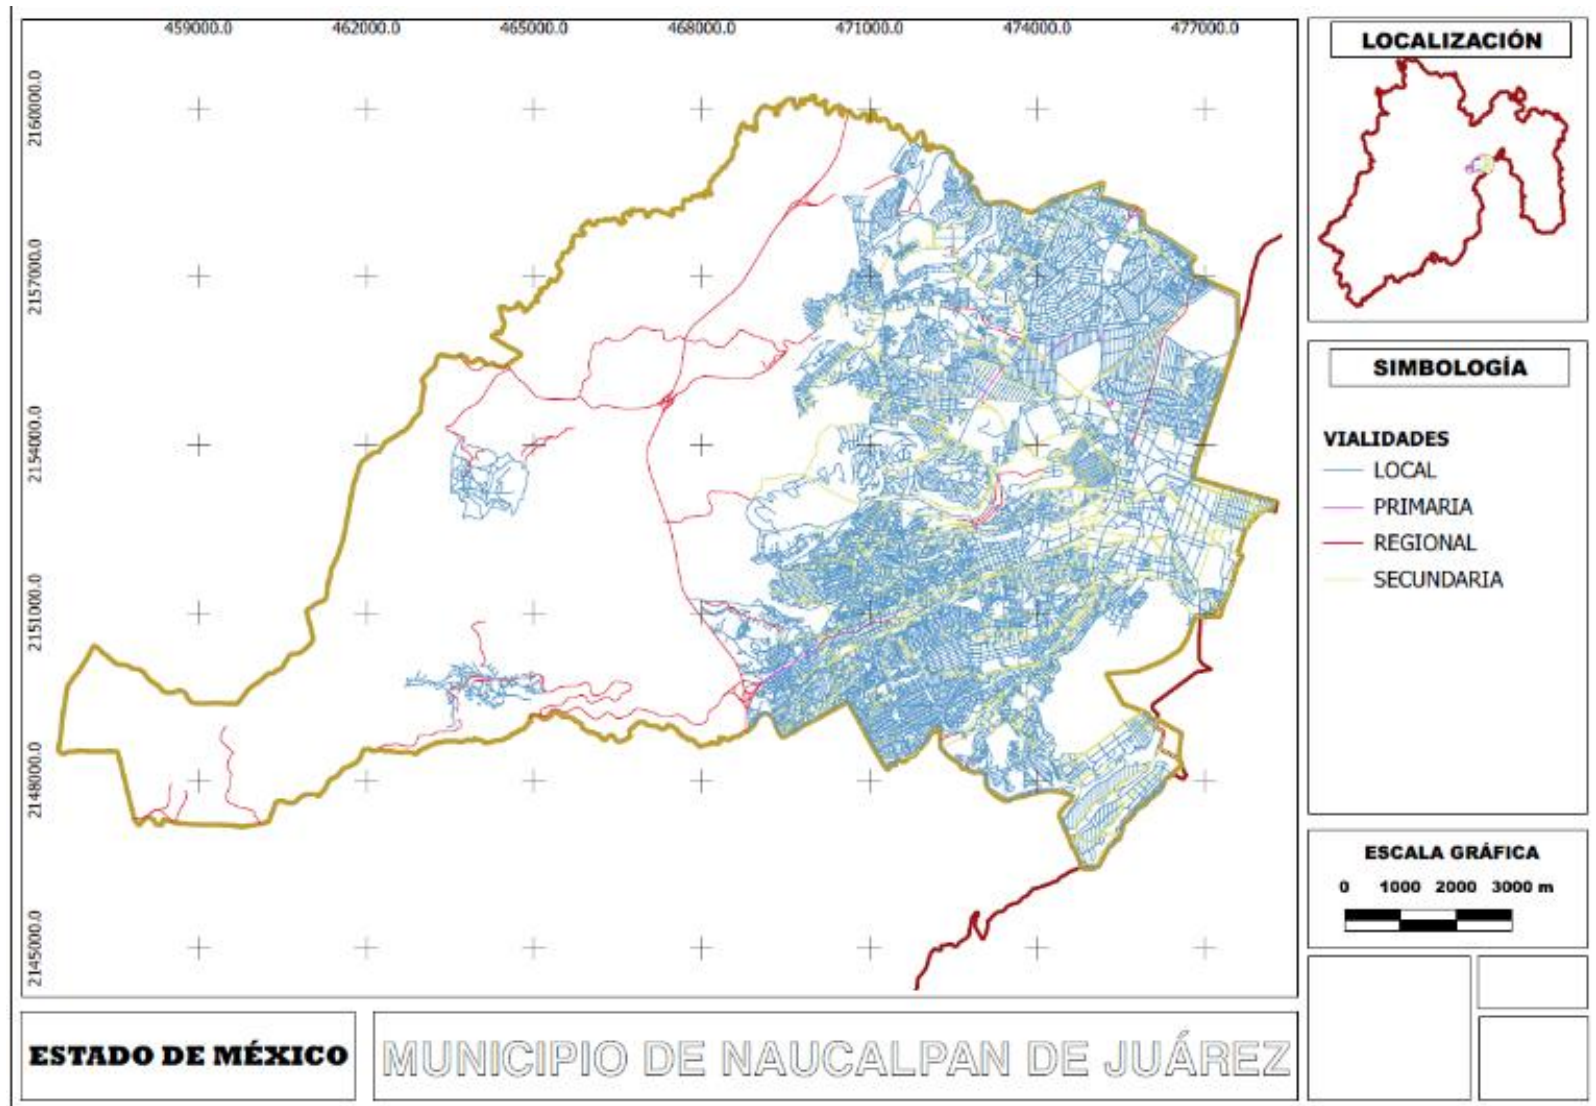 459000.0 462000.0 465000.0 468000.0 471000.0 474000.0 477000.0
2160000.0
2157000.0
2154000.0
2151000.0
2148000.0
2145000.0
LOCALIZACIÓN
SIMBOLOGÍA
VIALIDADES
LOCAL
PRIMARIA
REGIONAL
SECUNDARIA
ESCALA GRÁFICA
0 1000 2000 3000 m
ESTADO DE MÉXICO
MUNICIPIO DE NAUCALPAN DE JUÁREZ